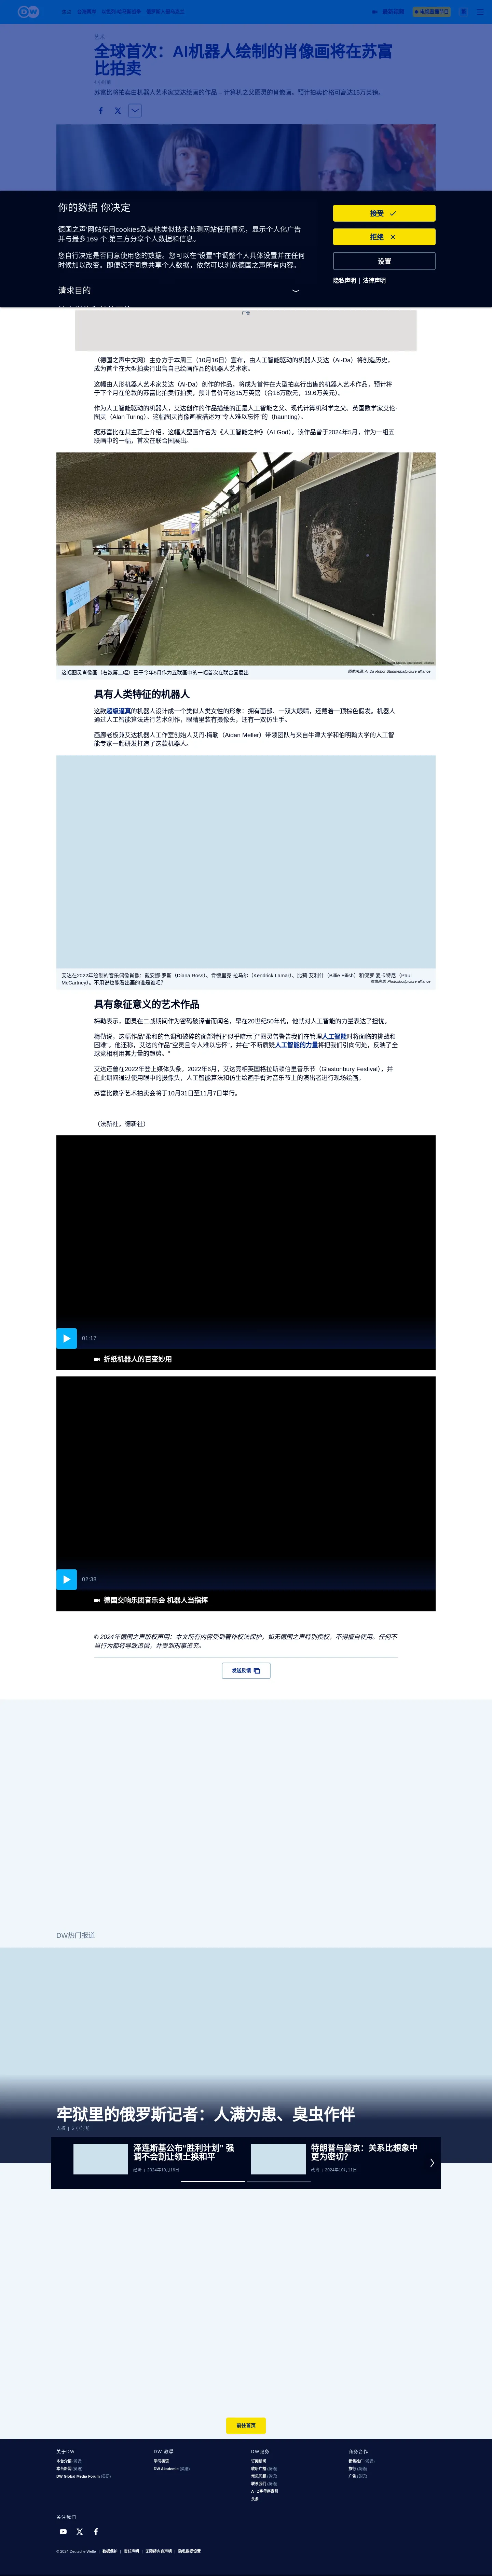 最新视频
电视直播节目
艺术
全球首次：AI机器人绘制的肖像画将在苏富
比拍卖
苏富比将拍卖由机器人艺术家艾达绘画的作品 – 计算机之父图灵的肖像画。预计拍卖价格可高达15万英镑。
你的数据 你决定
德国之声'网站使用cookies及其他类似技术监测网站使用情况，显示个人化广告
并与最多169 个;第三方分享个人数据和信息。
您自行决定是否同意使用您的数据。您可以在"设置"中调整个人具体设置并在任何
时候加以改变。即便您不同意共享个人数据，依然可以浏览德国之声所有内容。
请求目的
接受
拒绝
设置
隐私声明 | 法律声明
广告
（德国之声中文网）主办方于本周三（10月16日）宣布，由人工智能驱动的机器人艾达（Ai-Da）将创造历史，
成为首个在大型拍卖行出售自己绘画作品的机器人艺术家。
这幅由人形机器人艺术家艾达（Ai-Da）创作的作品，将成为首件在大型拍卖行出售的机器人艺术作品，预计将
于下个月在伦敦的苏富比拍卖行拍卖，预计售价可达15万英镑（合18万欧元，19.6万美元）。
作为人工智能驱动的机器人，艾达创作的作品描绘的正是人工智能之父、现代计算机科学之父、英国数学家艾伦·
图灵（Alan Turing）。这幅图灵肖像画被描述为"令人难以忘怀"的（haunting）。
据苏富比在其主页上介绍，这幅大型画作名为《人工智能之神》（AI God）。该作品曾于2024年5月，作为一组五
联画中的一幅，首次在联合国展出。
这幅图灵肖像画（右数第二幅）已于今年5月作为五联画中的一幅首次在联合国展出
图像来源: Ai-Da Robot Studios/dpa/picture alliance
具有人类特征的机器人
这款超级逼真的机器人设计成一个类似人类女性的形象：拥有面部、一双大眼睛，还戴着一顶棕色假发。机器人
通过人工智能算法进行艺术创作，眼睛里装有摄像头，还有一双仿生手。
画廊老板兼艾达机器人工作室创始人艾丹·梅勒（Aidan Meller）带领团队与来自牛津大学和伯明翰大学的人工智
能专家一起研发打造了这款机器人。
艾达在2022年绘制的音乐偶像肖像：戴安娜·罗斯（Diana Ross）、肯德里克·拉马尔（Kendrick Lamar）、比莉·艾利什（Billie Eilish）和保罗·麦卡特尼（Paul
McCartney）。不用说也能看出画的谁是谁吧？
图像来源: Photoshot/picture alliance
具有象征意义的艺术作品
梅勒表示，图灵在二战期间作为密码破译者而闻名，早在20世纪50年代，他就对人工智能的力量表达了担忧。
梅勒说，这幅作品"柔和的色调和破碎的面部特征"似乎暗示了"图灵曾警告我们在管理人工智能时将面临的挑战和
困难"。他还称，艾达的作品"空灵且令人难以忘怀"，并在"不断质疑人工智能的力量将把我们引向何处，反映了全
球竞相利用其力量的趋势。"
艾达还曾在2022年登上媒体头条。2022年6月，艾达亮相英国格拉斯顿伯里音乐节（Glastonbury Festival），并
在此期间通过使用眼中的摄像头，人工智能算法和仿生绘画手臂对音乐节上的演出者进行现场绘画。
苏富比数字艺术拍卖会将于10月31日至11月7日举行。
（法新社，德新社）
01:17
折纸机器人的百变妙用
02:38
德国交响乐团音乐会 机器人当指挥
© 2024年德国之声版权声明：本文所有内容受到著作权法保护，如无德国之声特别授权，不得擅自使用。任何不
当行为都将导致追偿，并受到刑事追究。
发送反馈
DW热门报道
牢狱里的俄罗斯记者：人满为患、臭虫作伴
人权 | 5 小时前
泽连斯基公布"胜利计划" 强
调不会割让领土换和平
经济 | 2024年10月16日
特朗普与普京：关系比想象中
更为密切？
政治 | 2024年10月11日
前往首页
关于DW
本台介绍 (英语)
本台新闻 (英语)
DW Global Media Forum (英语)
DW 教学
学习德语
DW Akademie (英语)
DW服务
订阅新闻
收听广播 (英语)
常见问题 (英语)
联系我们 (英语)
A - Z字母序索引
头条
商务合作
销售推广 (英语)
旅行 (英语)
广告 (英语)
关注我们
© 2024 Deutsche Welle | 数据保护 | 责任声明 | 无障碍内容声明 | 隐私数据设置